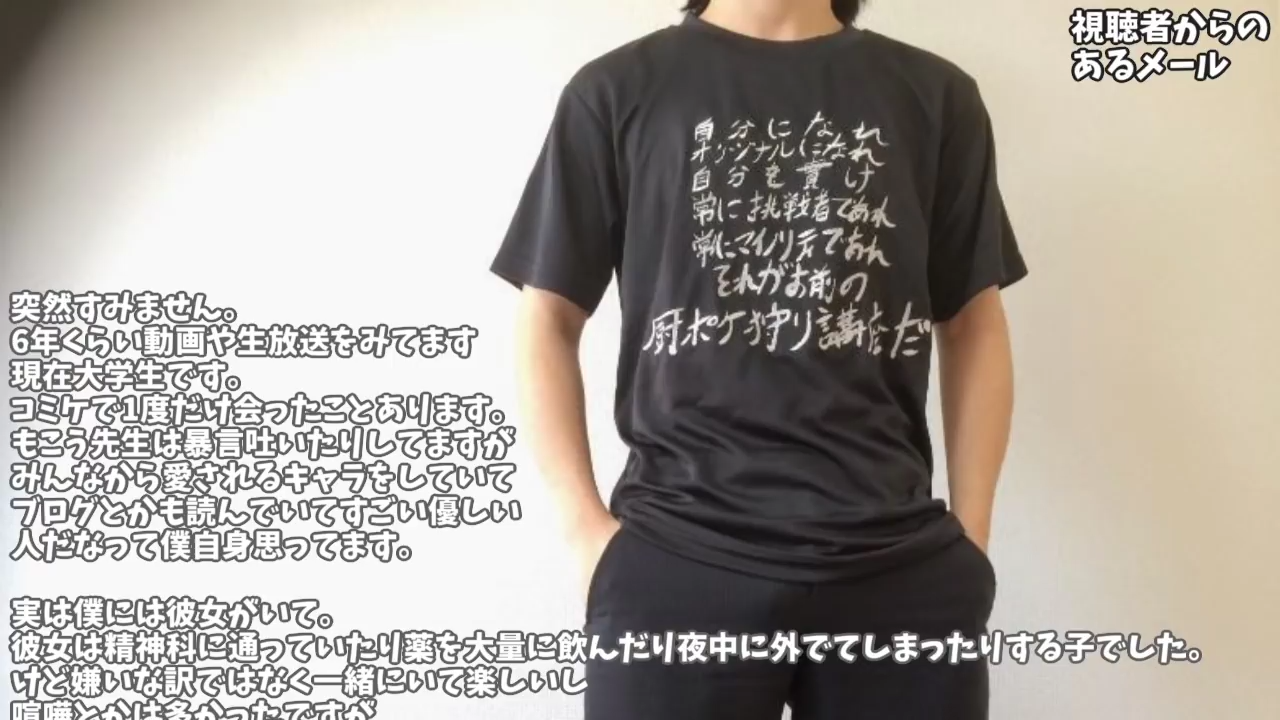 視聴者からの
あるメール
自分になれ
オリジナルになれ
自分を貫け
常に挑戦者であれ
常にマイノリティであれ
それがお前の
厨ポケ狩り講座だ
突然すみません。
6年くらい動画や生放送をみてます
現在大学生です。
コミケで1度だけ会ったことあります。
もこう先生は暴言吐いたりしてますが
みんなから愛されるキャラをしていて
ブログとかも読んでいてすごい優しい
人だなって僕自身思ってます。
実は僕には彼女がいて。
彼女は精神科に通っていたり薬を大量に飲んだり夜中に外でてしまったりする子でした。
けど嫌いな訳ではなく一緒にいて楽しいし
喧嘩とかは多かったですが